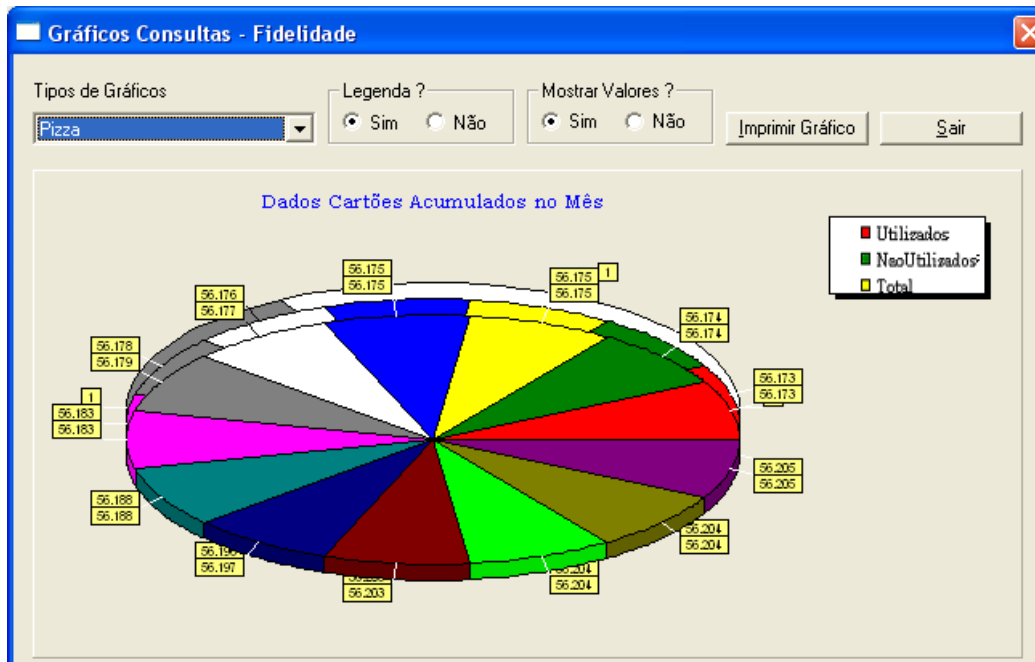 Gráficos Consultas - Fidelidade
Tipos de Gráficos
Pizza
Legenda ?
Sim
Não
Mostrar Valores ?
Sim
Não
Imprimir Gráfico
Sair
Dados Cartões Acumulados no Mês
Utilizados
NaoUtilizados
Total
56.175
56.175
56.175
1
56.175
56.176
56.177
56.174
56.174
56.178
56.179
56.173
56.173
1
56.183
56.183
56.205
56.205
56.188
56.188
56.204
56.204
56.197
56.203
56.204
56.204